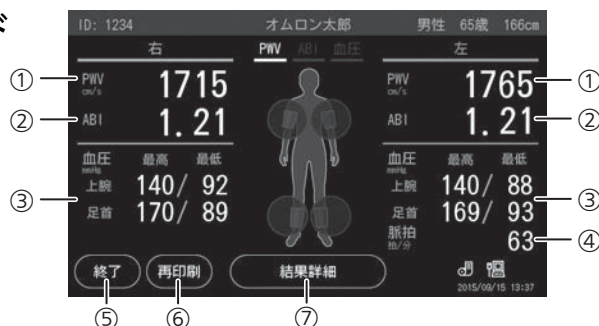 ド
ID: 1234 オムロン太郎 男性 65歳 166cm
右 PWV ABI 血圧 左
① PWV cm/s 1715 PWV cm/s 1765 ①
② ABI 1.21 ABI 1.21 ②
血圧 mmHg 最高 最低 血圧 mmHg 最高 最低
③ 上腕 140/ 92 上腕 140/ 88 ③
足首 170/ 89 足首 169/ 93
脈拍 拍/分 63 ④
終了 再印刷 結果詳細
2015/09/15 13:37
⑤ ⑥ ⑦